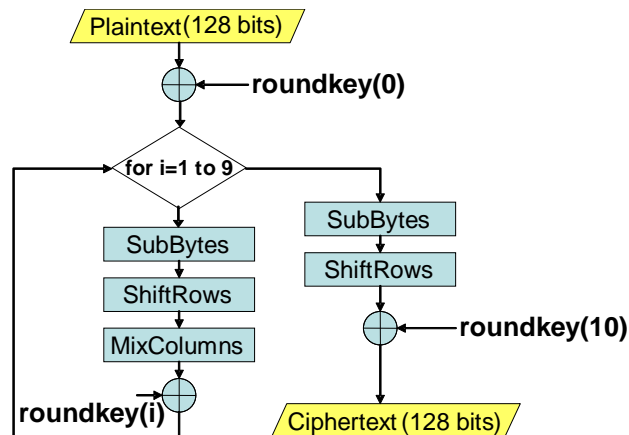 Plaintext (128 bits)
roundkey(0)
for i=1 to 9
SubBytes
ShiftRows
MixColumns
roundkey(i)
SubBytes
ShiftRows
roundkey(10)
Ciphertext (128 bits)